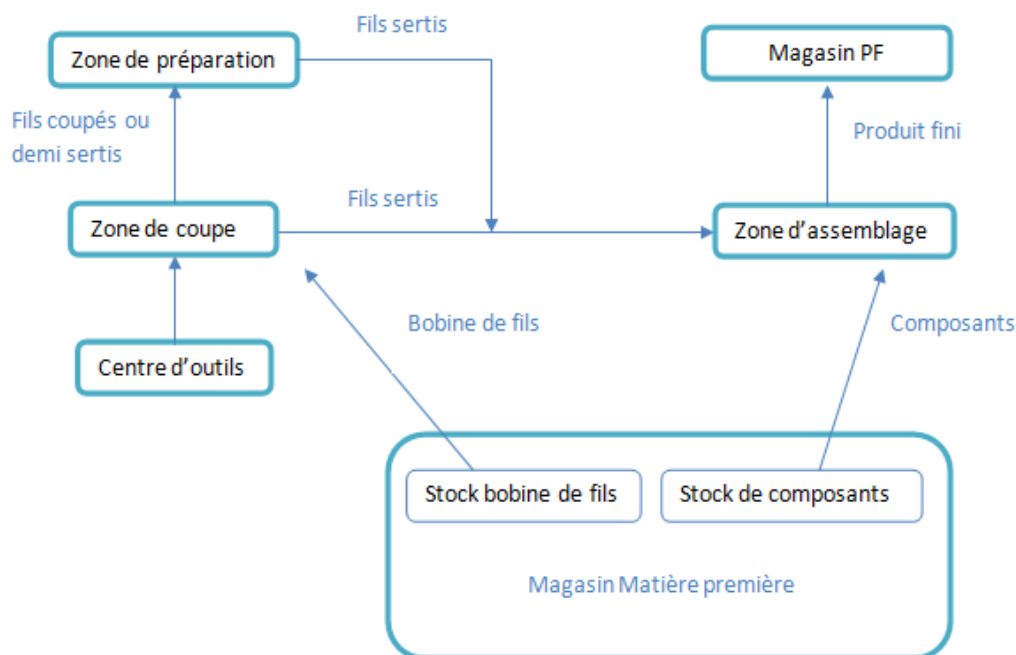 Fils sertis
Zone de préparation
Magasin PF
Fils coupés ou
demi sertis
Produit fini
Fils sertis
Zone de coupe
Zone d'assemblage
Bobine de fils
Composants
Centre d'outils
Stock bobine de fils
Stock de composants
Magasin Matière première